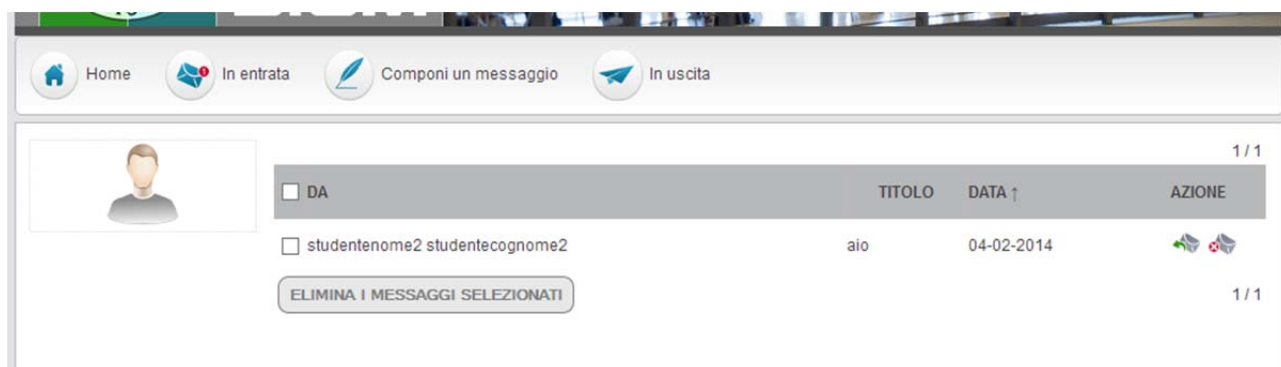 Home In entrata Componi un messaggio In uscita
1 / 1
DA TITOLO DATA ↑ AZIONE
studentenome2 studentecognome2 aio 04-02-2014
ELIMINA I MESSAGGI SELEZIONATI
1 / 1